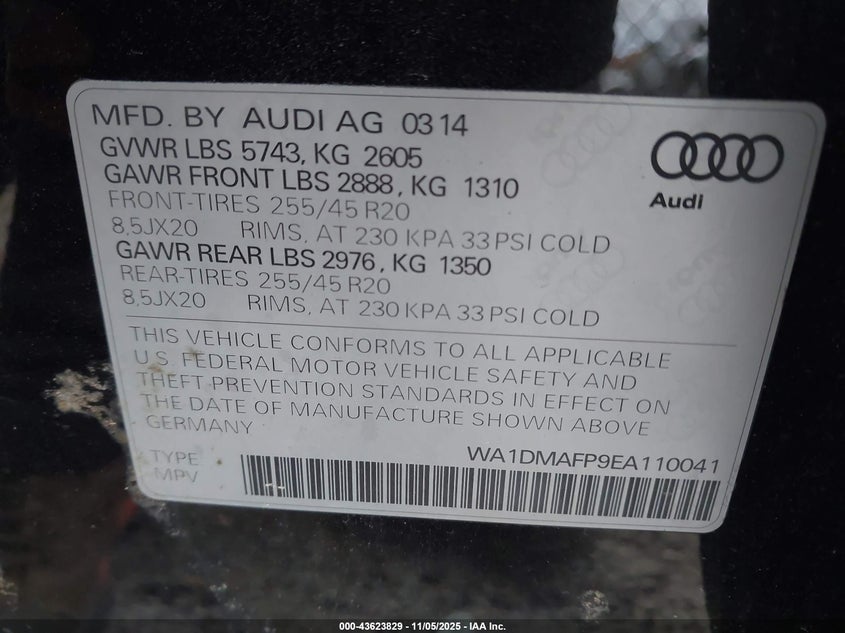 MFD. BY AUDI AG 0314
GVWR LBS 5743, KG 2605
GAWR FRONT LBS 2888, KG 1310
FRONT-TIRES 255/45 R20
8,5JX20 RIMS, AT 230 KPA 33 PSI COLD
GAWR REAR LBS 2976, KG 1350
REAR-TIRES 255/45 R20
8,5JX20 RIMS, AT 230 KPA 33 PSI COLD
Audi
THIS VEHICLE CONFORMS TO ALL APPLICABLE
U.S. FEDERAL MOTOR VEHICLE SAFETY AND
THEFT PREVENTION STANDARDS IN EFFECT ON
THE DATE OF MANUFACTURE SHOWN ABOVE
GERMANY
TYPE WA1DMAFP9EA110041
MPV
000-43623829 - 11/05/2025 - IAA Inc.